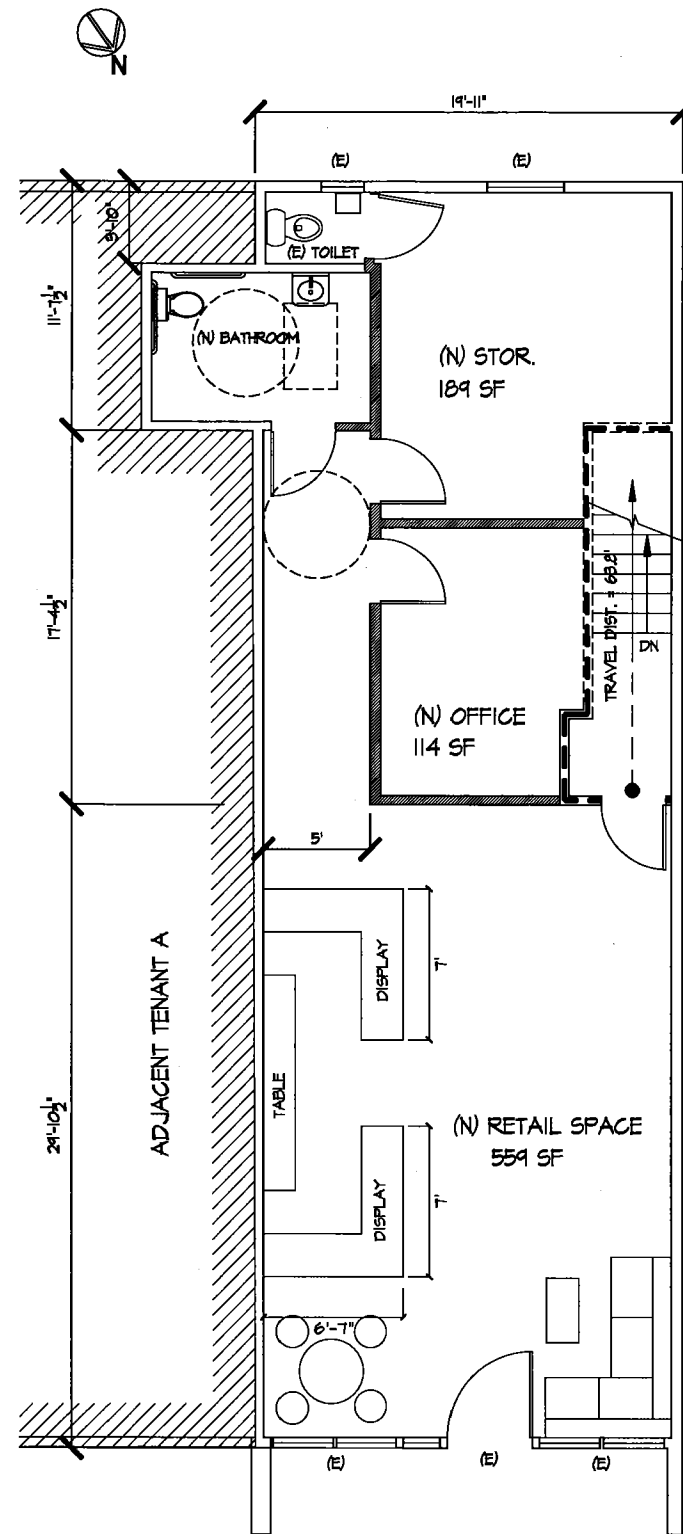 N
19'-11"
(E)
(E)
3'-10"
(E) TOILET
11'-7½"
(N) BATHROOM
(N) STOR.
189 SF
17'-4½"
TRAVEL DIST. = 63.2'
DN
(N) OFFICE
114 SF
5'
DISPLAY
7'
ADJACENT TENANT A
TABLE
29'-10½"
(N) RETAIL SPACE
559 SF
DISPLAY
7'
6'-7"
(E)
(E)
(E)